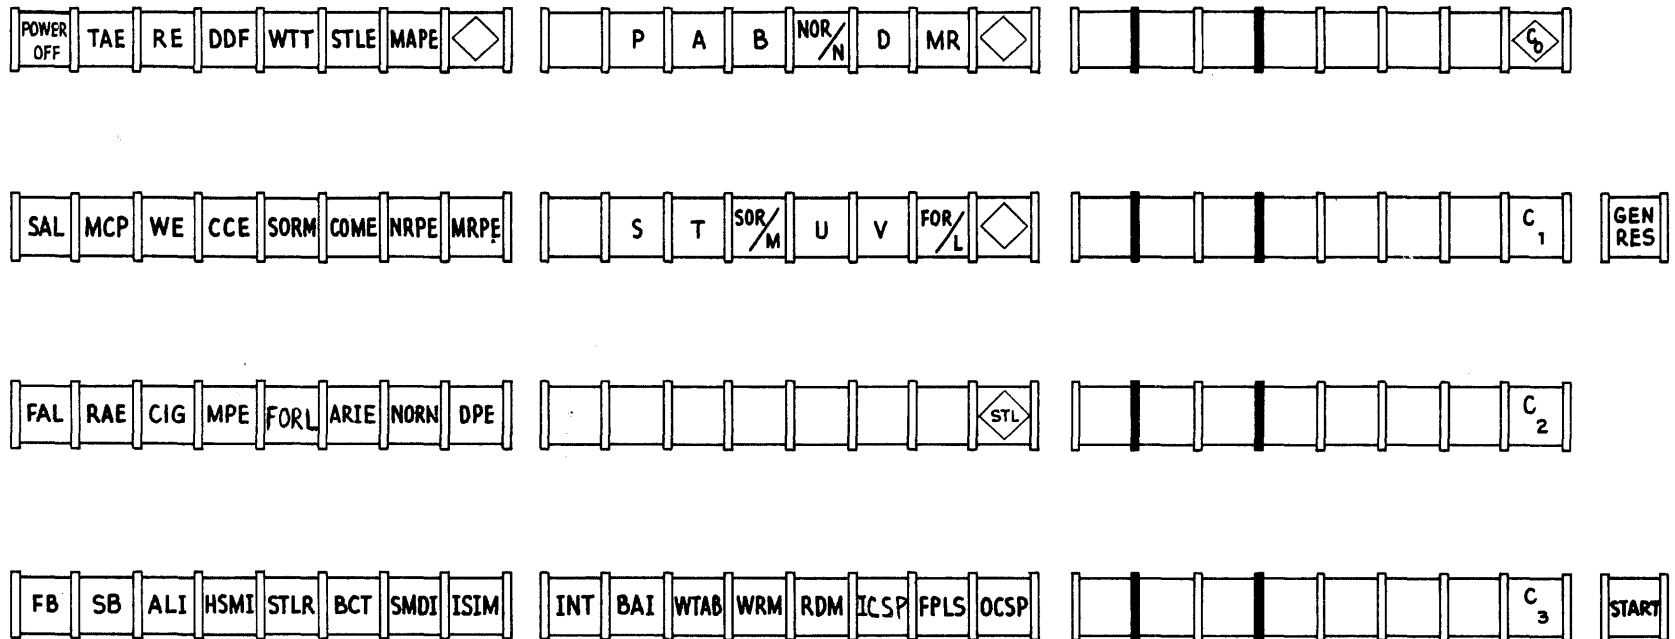 POWER OFF TAE RE DDF WTT STLE MAPE P A B NOR/N D MR C0
SAL MCP WE CCE SORM COME NRPE MRPE S T SOR/M U V FOR/L C1 GEN RES
FAL RAE CIG MPE FORL ARIE NORN DPE STL C2
FB SB ALI HSMI STLR BCT SMDI ISIM INT BAI WTAB WRM RDM ICSP FPLS OCSP C3 START